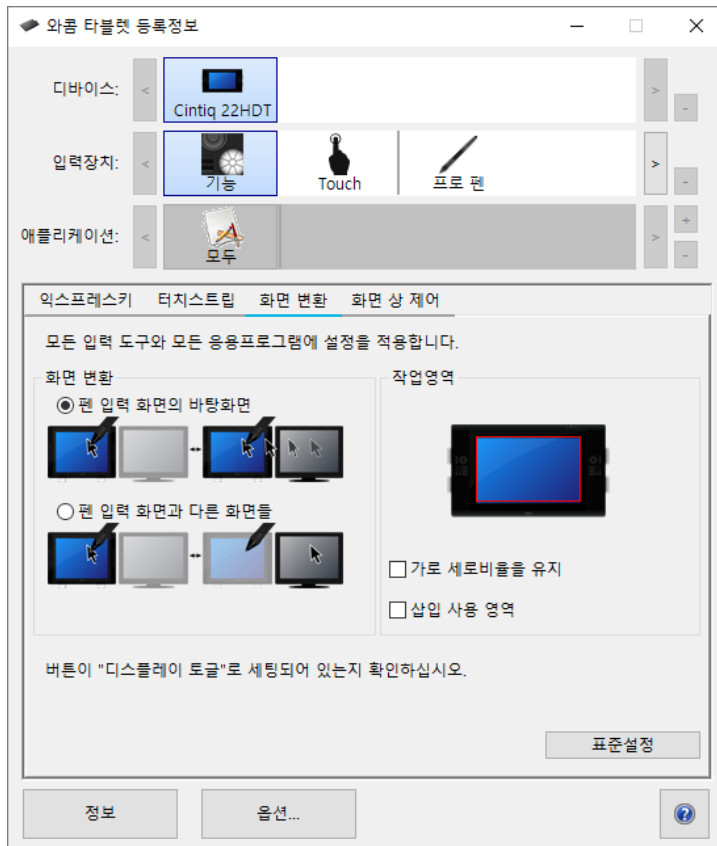 와콤 타블렛 등록정보
디바이스:
<
Cintiq 22HDT
>
-
입력장치:
<
기능
Touch
프로 펜
>
-
애플리케이션:
<
모두
>
+
-
익스프레스키 터치스트립 화면 변환 화면 상 제어
모든 입력 도구와 모든 응용프로그램에 설정을 적용합니다.
화면 변환
펜 입력 화면의 바탕화면
펜 입력 화면과 다른 화면들
작업영역
가로 세로비율을 유지
삽입 사용 영역
버튼이 "디스플레이 토글"로 세팅되어 있는지 확인하십시오.
표준설정
정보
옵션...
?